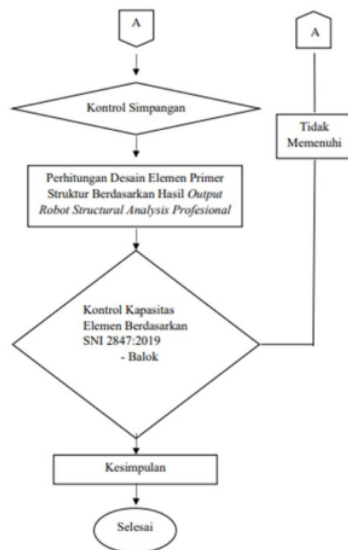 A
A
Kontrol Simpangan
Tidak
Memenuhi
Perhitungan Desain Elemen Primer
Struktur Berdasarkan Hasil Output
Robot Structural Analysis Profesional
Kontrol Kapasitas
Elemen Berdasarkan
SNI 2847:2019
- Balok
Kesimpulan
Selesai